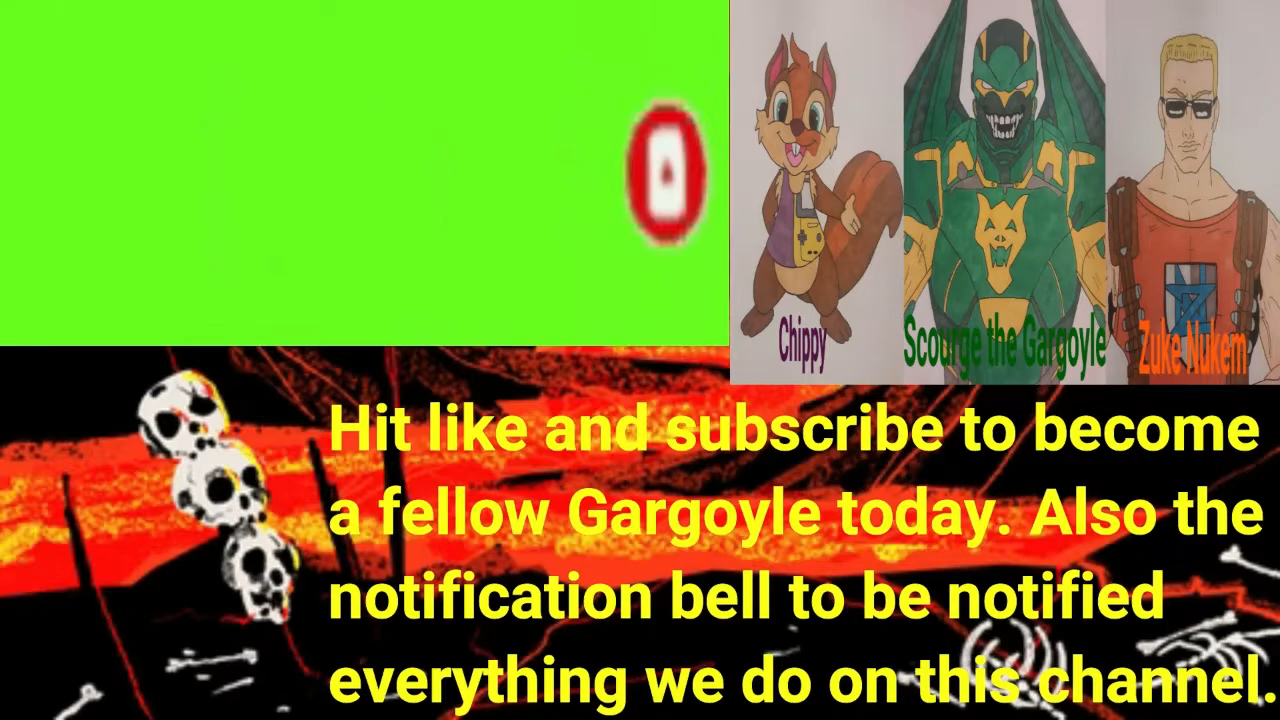 Chippy
Scourge the Gargoyle
Zuke Nukem
Hit like and subscribe to become
a fellow Gargoyle today. Also the
notification bell to be notified
everything we do on this channel.